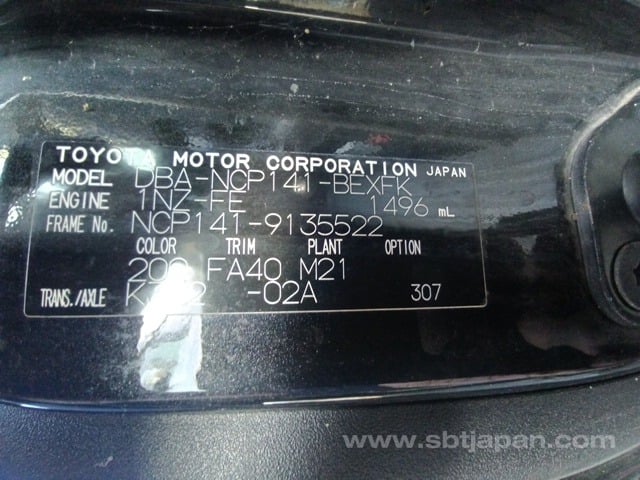 TOYOTA MOTOR CORPORATION JAPAN
MODEL DBA-NCP141-BEXFK
ENGINE 1NZ-FE 1496 mL
FRAME No. NCP141-9135522
COLOR TRIM PLANT OPTION
FA40 M21
TRANS./AXLE -02A 307
www.sbtjapan.com